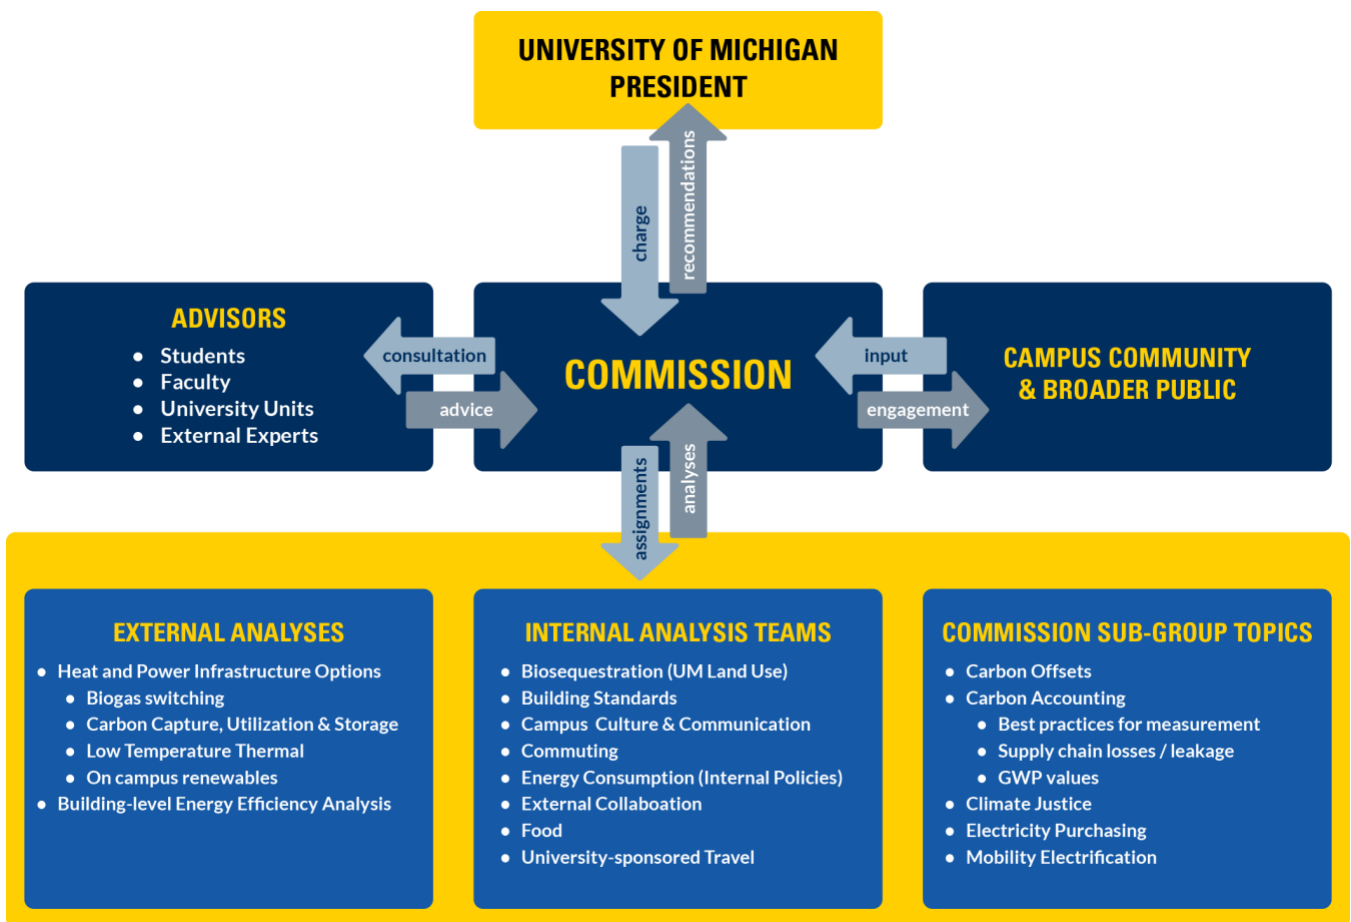 UNIVERSITY OF MICHIGAN
PRESIDENT
charge
recommendations
ADVISORS
• Students
• Faculty
• University Units
• External Experts
consultation
advice
COMMISSION
input
engagement
CAMPUS COMMUNITY
& BROADER PUBLIC
assignments
analyses
EXTERNAL ANALYSES
• Heat and Power Infrastructure Options
• Biogas switching
• Carbon Capture, Utilization & Storage
• Low Temperature Thermal
• On campus renewables
• Building-level Energy Efficiency Analysis
INTERNAL ANALYSIS TEAMS
• Biosequestration (UM Land Use)
• Building Standards
• Campus Culture & Communication
• Commuting
• Energy Consumption (Internal Policies)
• External Collaboation
• Food
• University-sponsored Travel
COMMISSION SUB-GROUP TOPICS
• Carbon Offsets
• Carbon Accounting
• Best practices for measurement
• Supply chain losses / leakage
• GWP values
• Climate Justice
• Electricity Purchasing
• Mobility Electrification